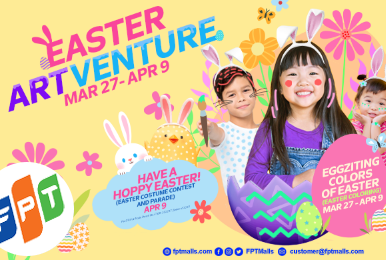 EASTER
ARTVENTURE
MAR 27 - APR 9
FPT
HAVE A
HOPPY EASTER!
(EASTER COSTUME CONTEST
AND PARADE)
APR 9
EGGZITING
COLORS
OF EASTER
(EASTER COLORING)
MAR 27 - APR 9
fptmalls.com
FPTMalls
customer@fptmalls.com